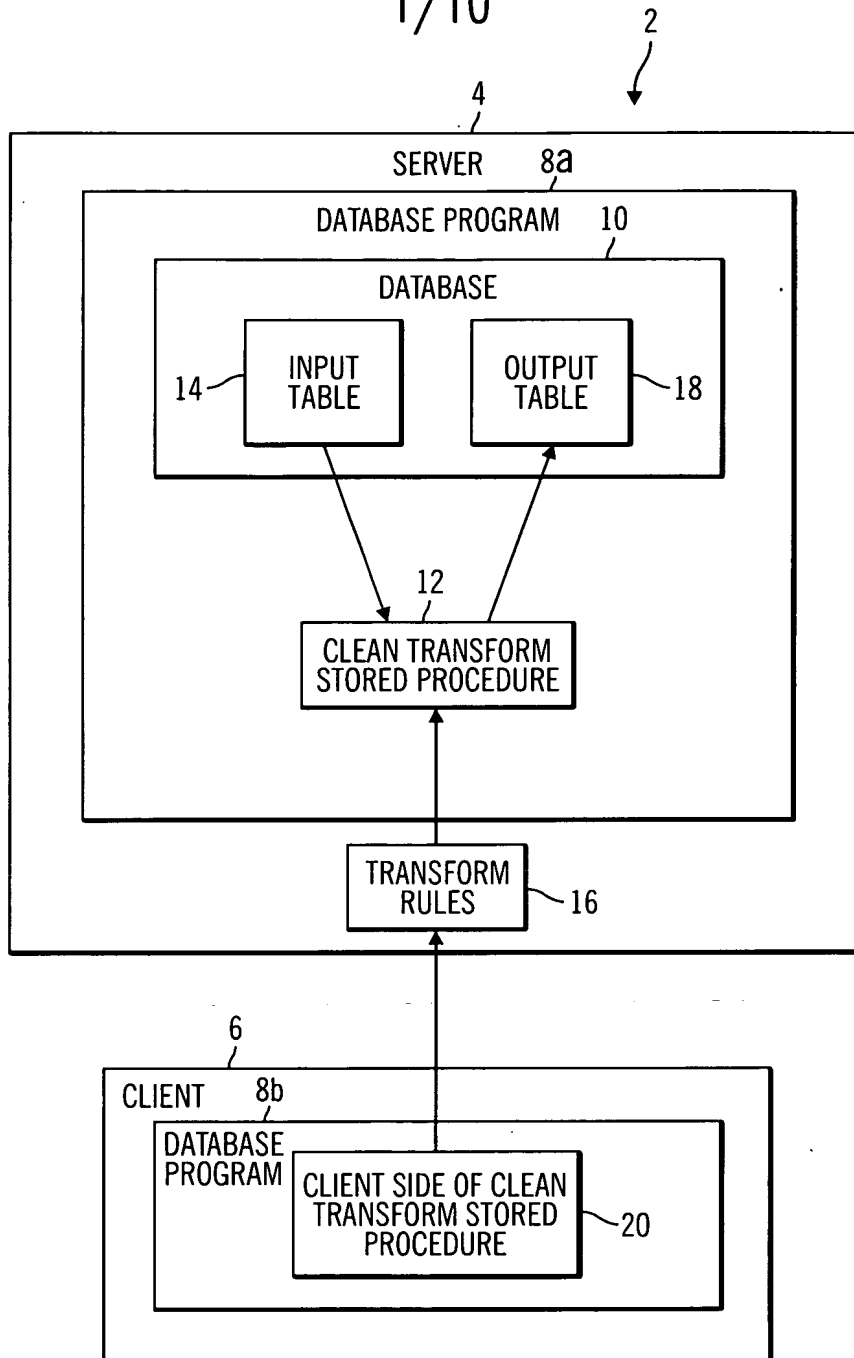 1/10
2
4
SERVER 8a
DATABASE PROGRAM 10
DATABASE
INPUT
TABLE
14
OUTPUT
TABLE
18
12
CLEAN TRANSFORM
STORED PROCEDURE
TRANSFORM
RULES
16
6
CLIENT 8b
DATABASE
PROGRAM
CLIENT SIDE OF CLEAN
TRANSFORM STORED
PROCEDURE
20